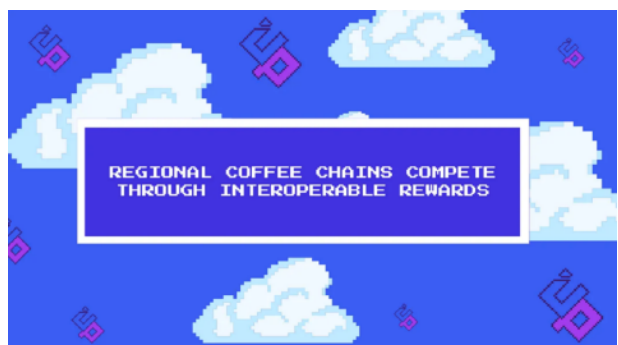 REGIONAL COFFEE CHAINS COMPETE
THROUGH INTEROPERABLE REWARDS